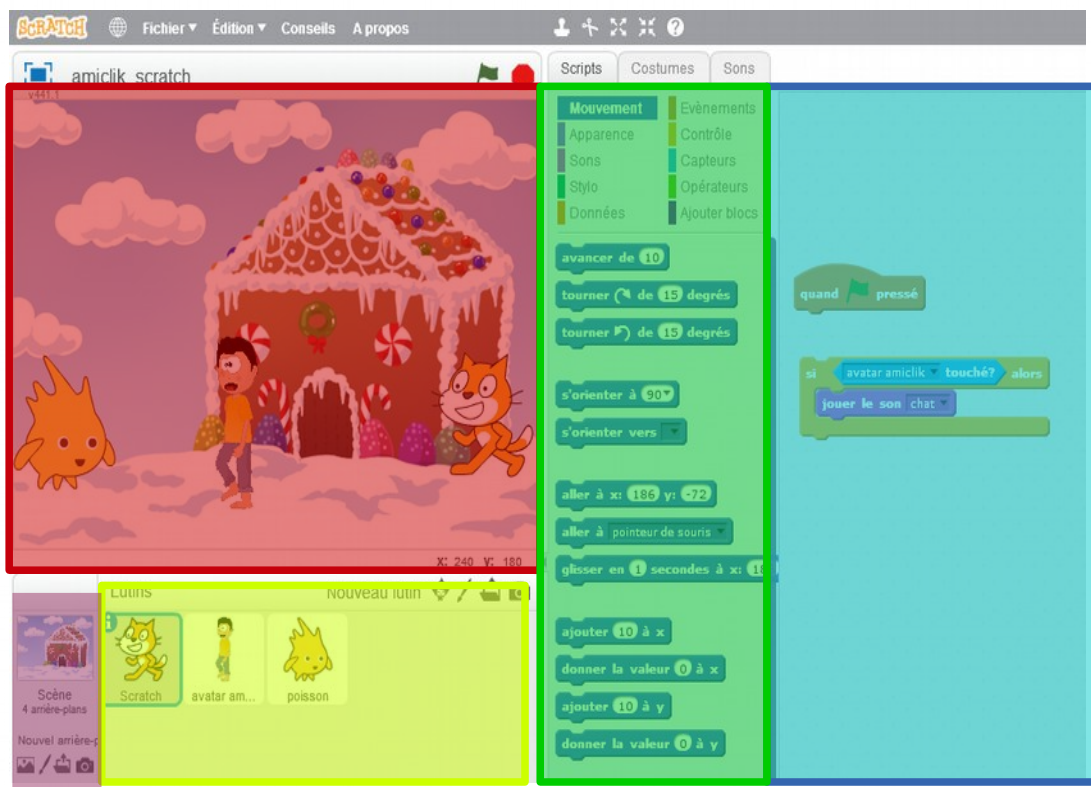 SCRATCH Fichier Édition Conseils A propos
amiclik_scratch
v441.1
X: 240 y: 180
Lutins Nouveau lutin
Scratch avatar am... poisson
Scène
4 arrière-plans
Nouvel arrière-p
Scripts Costumes Sons
Mouvement Evènements
Apparence Contrôle
Sons Capteurs
Stylo Opérateurs
Données Ajouter blocs
avancer de 10
tourner de 15 degrés
tourner de 15 degrés
s'orienter à 90
s'orienter vers
aller à x: 186 y: -72
aller à pointeur de souris
glisser en 1 secondes à x: 18
ajouter 10 à x
donner la valeur 0 à x
ajouter 10 à y
donner la valeur 0 à y
quand pressé
si avatar amiclik touché? alors
jouer le son chat